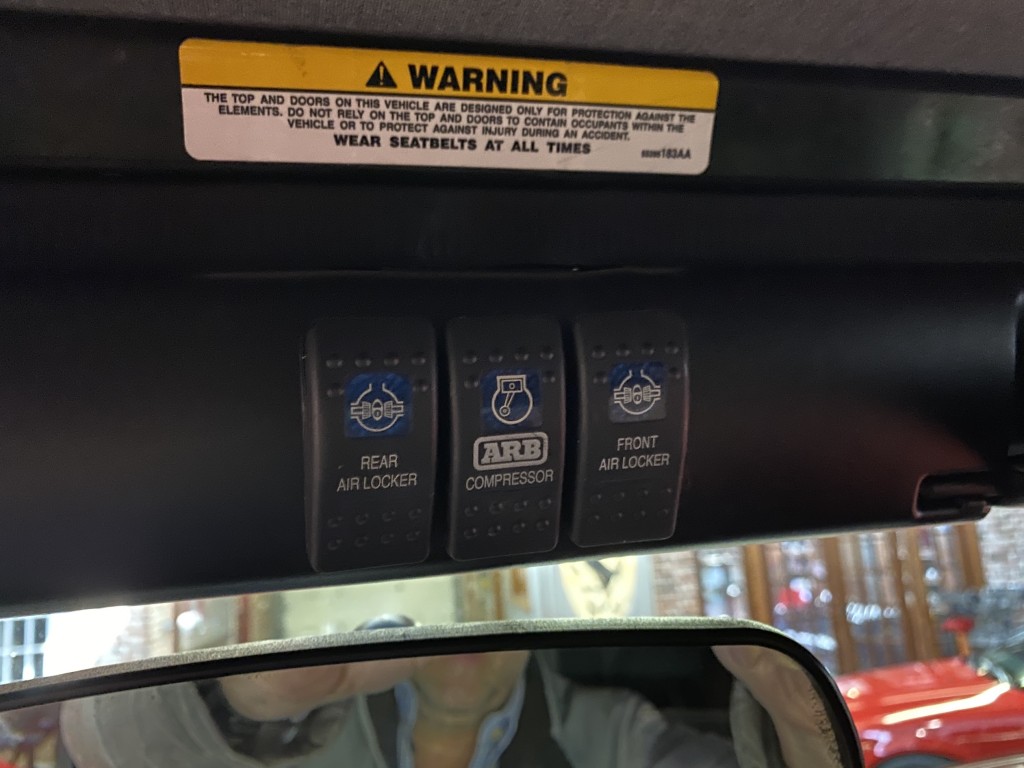 WARNING
THE TOP AND DOORS ON THIS VEHICLE ARE DESIGNED ONLY FOR PROTECTION AGAINST THE
ELEMENTS. DO NOT RELY ON THE TOP AND DOORS TO CONTAIN OCCUPANTS WITHIN THE
VEHICLE OR TO PROTECT AGAINST INJURY DURING AN ACCIDENT.
WEAR SEATBELTS AT ALL TIMES
REAR
AIR LOCKER
ARB
COMPRESSOR
FRONT
AIR LOCKER